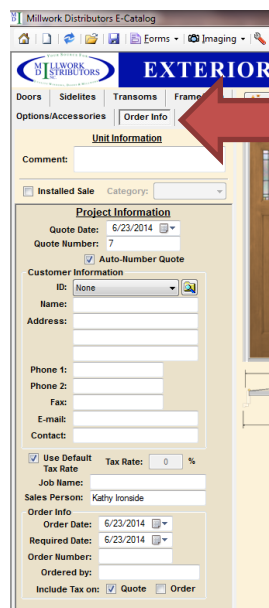 Millwork Distributors E-Catalog
Forms Imaging
MILLWORK DISTRIBUTORS EXTERIOR
Doors Sidelites Transoms Frame
Options/Accessories Order Info
Unit Information
Comment:
Installed Sale Category:
Project Information
Quote Date: 6/23/2014
Quote Number: 7
Auto-Number Quote
Customer Information
ID: None
Name:
Address:
Phone 1:
Phone 2:
Fax:
E-mail:
Contact:
Use Default Tax Rate: 0 %
Tax Rate
Job Name:
Sales Person: Kathy Ironside
Order Info
Order Date: 6/23/2014
Required Date: 6/23/2014
Order Number:
Ordered by:
Include Tax on: Quote Order